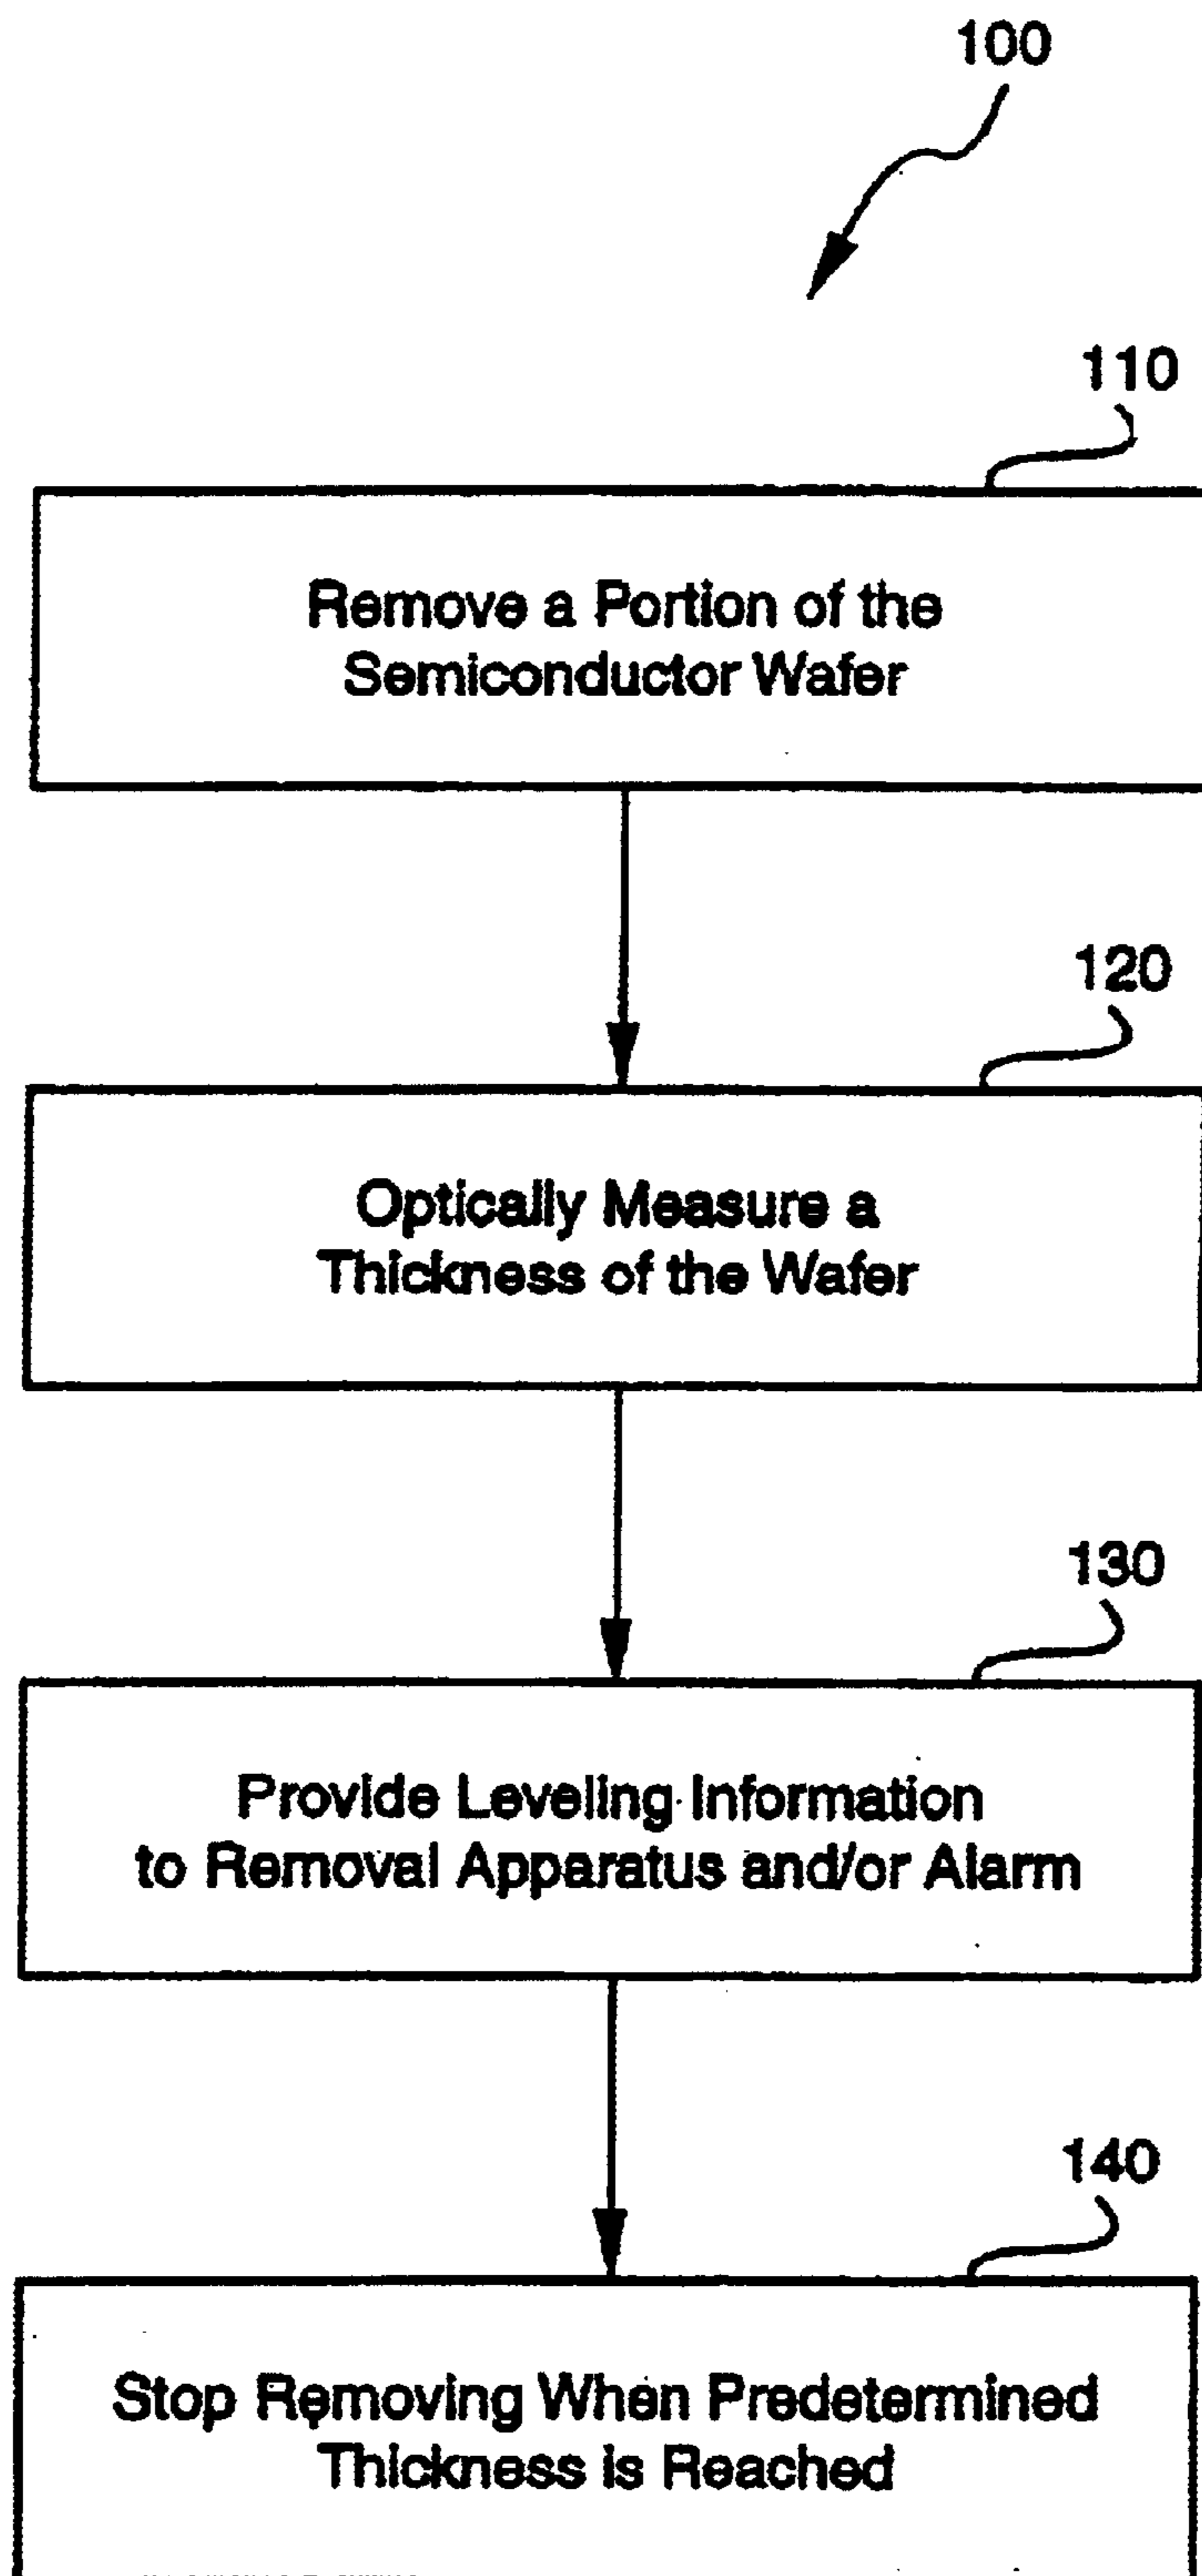 100
110
Remove a Portion of the
Semiconductor Wafer
120
Optically Measure a
Thickness of the Wafer
130
Provide Leveling Information
to Removal Apparatus and/or Alarm
140
Stop Removing When Predetermined
Thickness is Reached